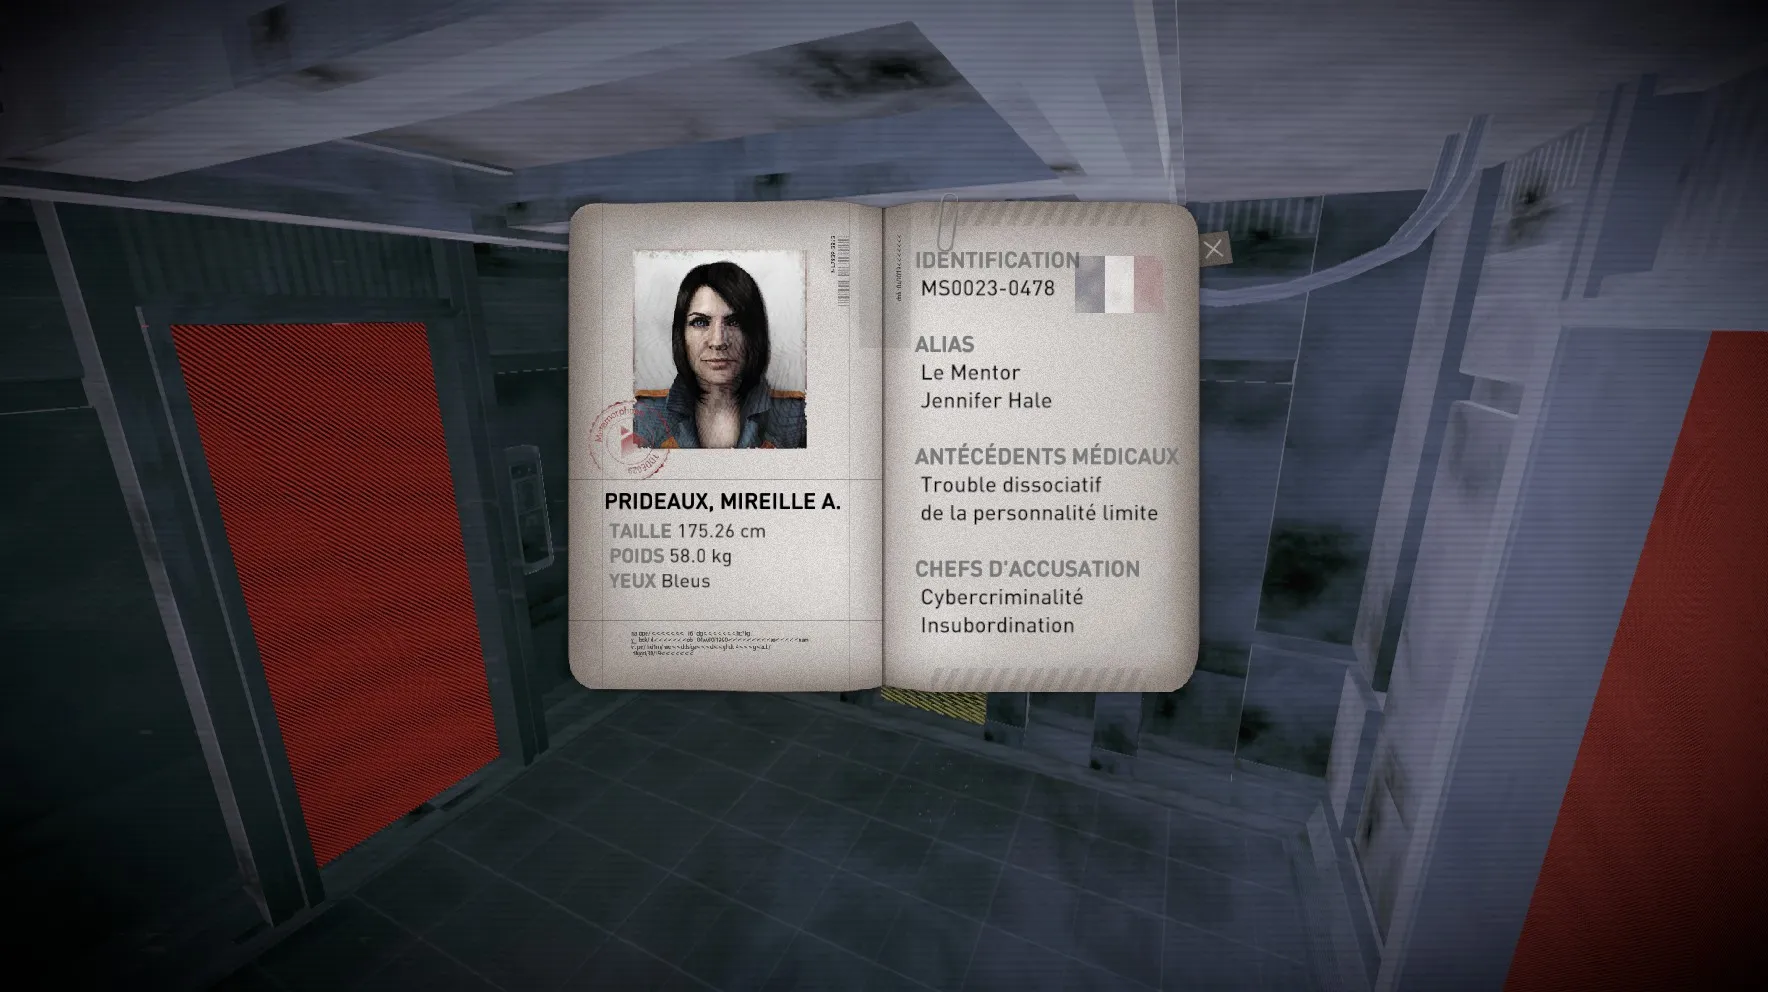 PRIDEAUX, MIREILLE A.
TAILLE 175.26 cm
POIDS 58.0 kg
YEUX Bleus
IDENTIFICATION
MS0023-0478
ALIAS
Le Mentor
Jennifer Hale
ANTÉCÉDENTS MÉDICAUX
Trouble dissociatif
de la personnalité limite
CHEFS D'ACCUSATION
Cybercriminalité
Insubordination